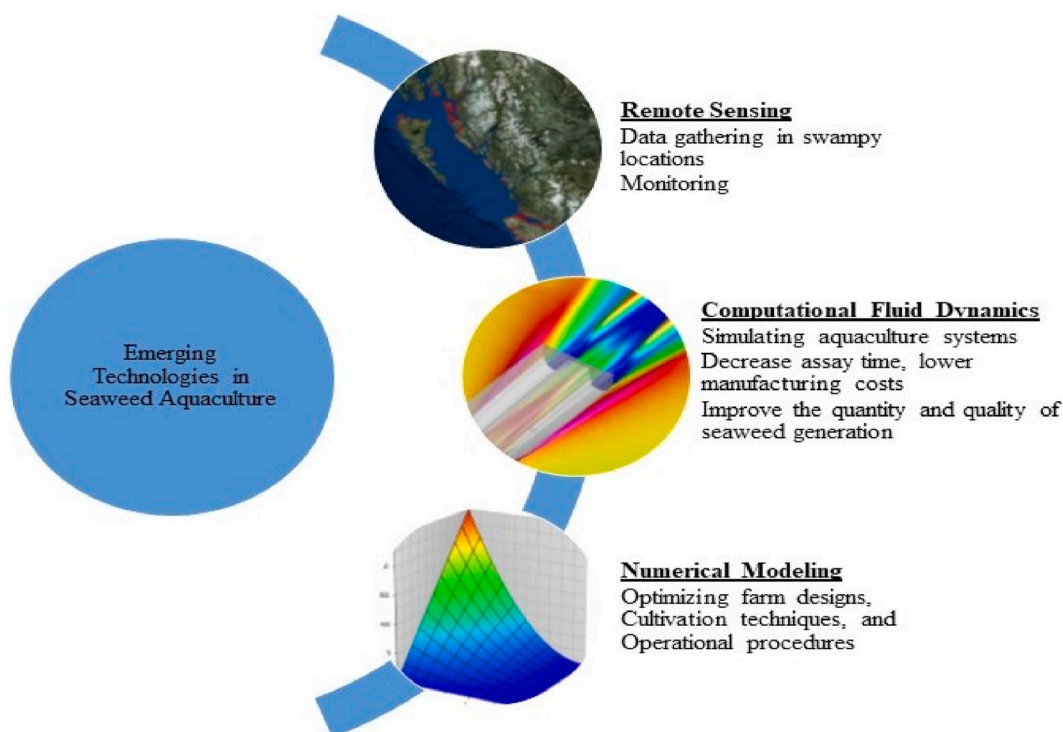 Emerging
Technologies in
Seaweed Aquaculture
Remote Sensing
Data gathering in swampy
locations
Monitoring
Computational Fluid Dynamics
Simulating aquaculture systems
Decrease assay time, lower
manufacturing costs
Improve the quantity and quality of
seaweed generation
Numerical Modeling
Optimizing farm designs,
Cultivation techniques, and
Operational procedures